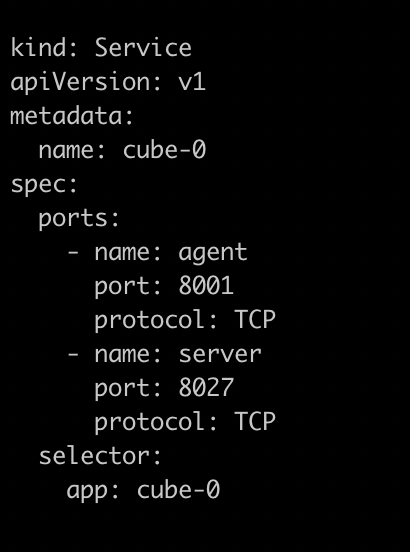 kind: Service
apiVersion: v1
metadata:
  name: cube-0
spec:
  ports:
    - name: agent
      port: 8001
      protocol: TCP
    - name: server
      port: 8027
      protocol: TCP
  selector:
    app: cube-0